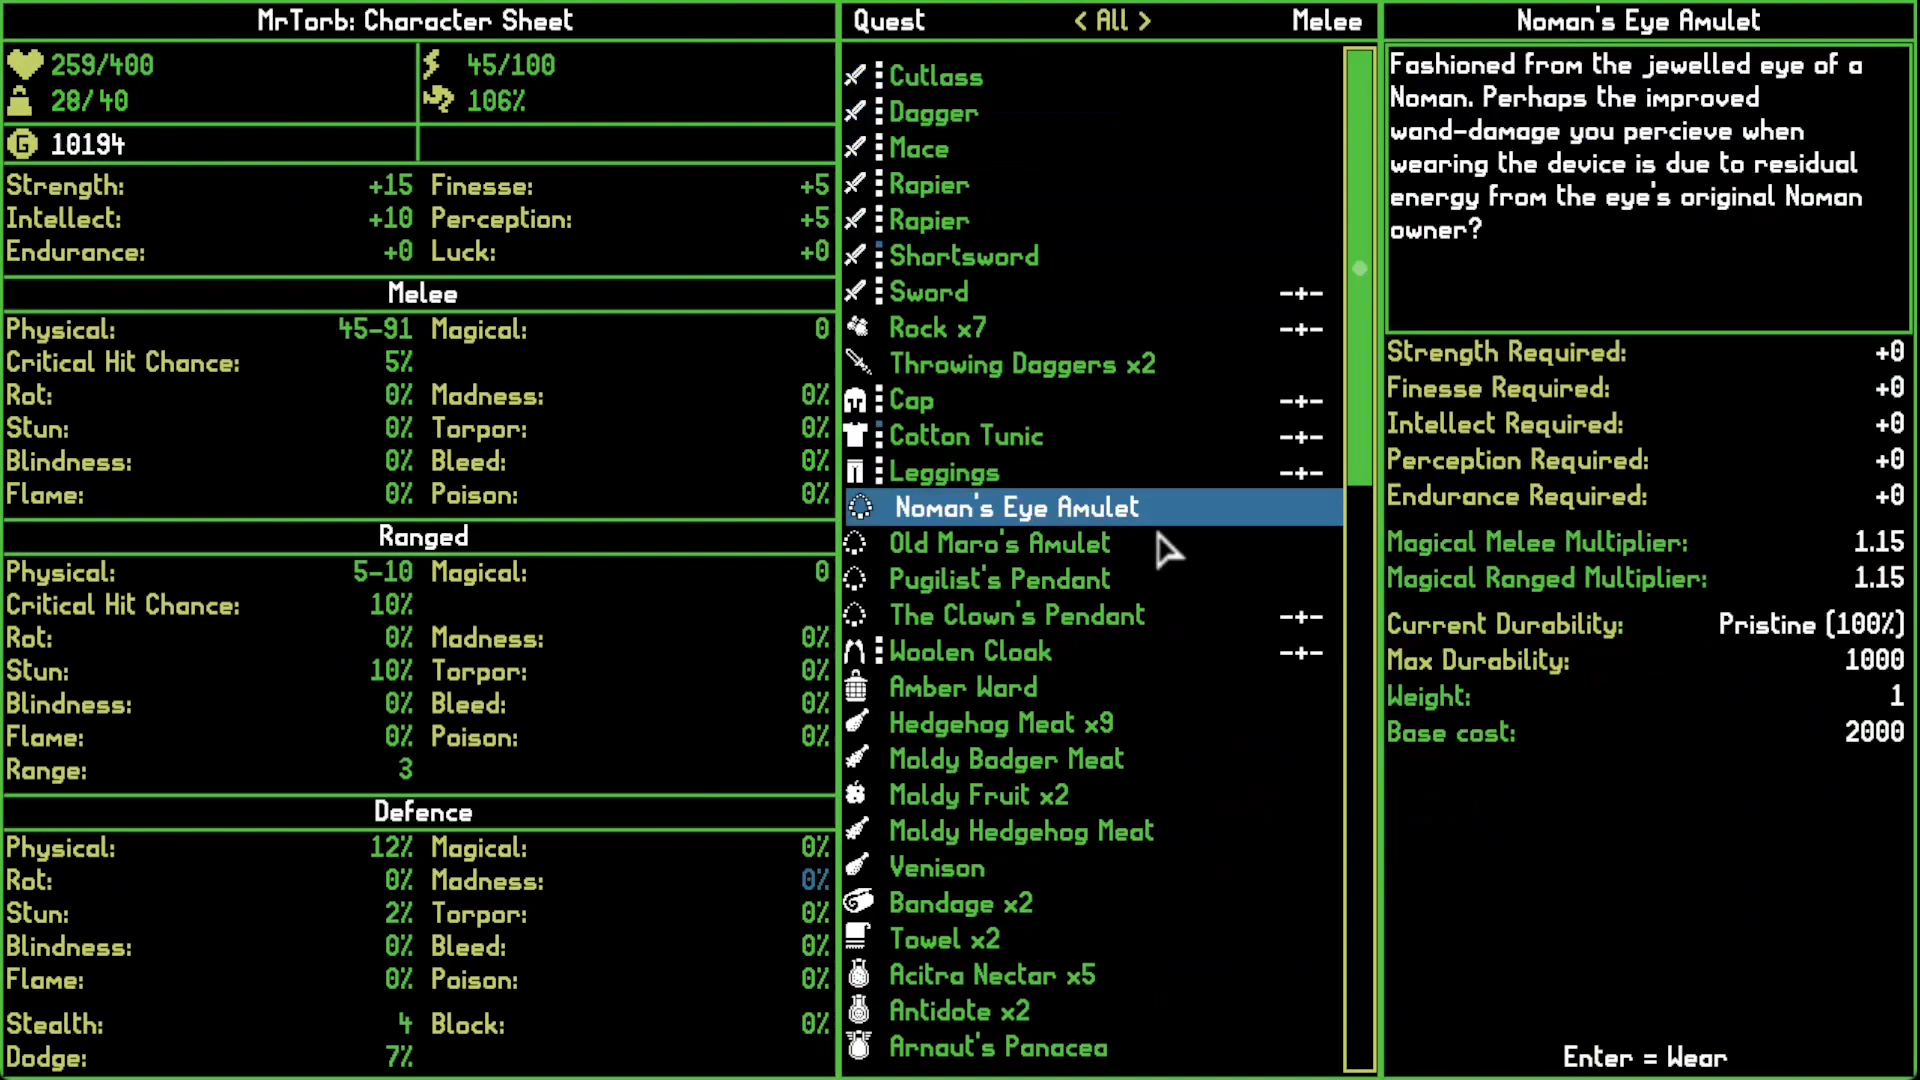 MrTorb: Character Sheet
259/400 45/100
28/40 106%
G 10194
Strength: +15 Finesse: +5
Intellect: +10 Perception: +5
Endurance: +0 Luck: +0
Melee
Physical: 45-91 Magical: 0
Critical Hit Chance: 5%
Rot: 0% Madness: 0%
Stun: 0% Torpor: 0%
Blindness: 0% Bleed: 0%
Flame: 0% Poison: 0%
Ranged
Physical: 5-10 Magical: 0
Critical Hit Chance: 10%
Rot: 0% Madness: 0%
Stun: 10% Torpor: 0%
Blindness: 0% Bleed: 0%
Flame: 0% Poison: 0%
Range: 3
Defence
Physical: 12% Magical: 0%
Rot: 0% Madness: 0%
Stun: 2% Torpor: 0%
Blindness: 0% Bleed: 0%
Flame: 0% Poison: 0%
Stealth: 4 Block: 0%
Dodge: 7%
Quest < All > Melee
Cutlass
Dagger
Mace
Rapier
Rapier
Shortsword
Sword -+-
Rock x7 -+-
Throwing Daggers x2
Cap -+-
Cotton Tunic -+-
Leggings -+-
Noman's Eye Amulet
Old Maro's Amulet
Pugilist's Pendant
The Clown's Pendant -+-
Woolen Cloak -+-
Amber Ward
Hedgehog Meat x9
Moldy Badger Meat
Moldy Fruit x2
Moldy Hedgehog Meat
Venison
Bandage x2
Towel x2
Acitra Nectar x5
Antidote x2
Arnaut's Panacea
Noman's Eye Amulet
Fashioned from the jewelled eye of a
Noman. Perhaps the improved
wand-damage you percieve when
wearing the device is due to residual
energy from the eye's original Noman
owner?
Strength Required: +0
Finesse Required: +0
Intellect Required: +0
Perception Required: +0
Endurance Required: +0
Magical Melee Multiplier: 1.15
Magical Ranged Multiplier: 1.15
Current Durability: Pristine (100%)
Max Durability: 1000
Weight: 1
Base cost: 2000
Enter = Wear